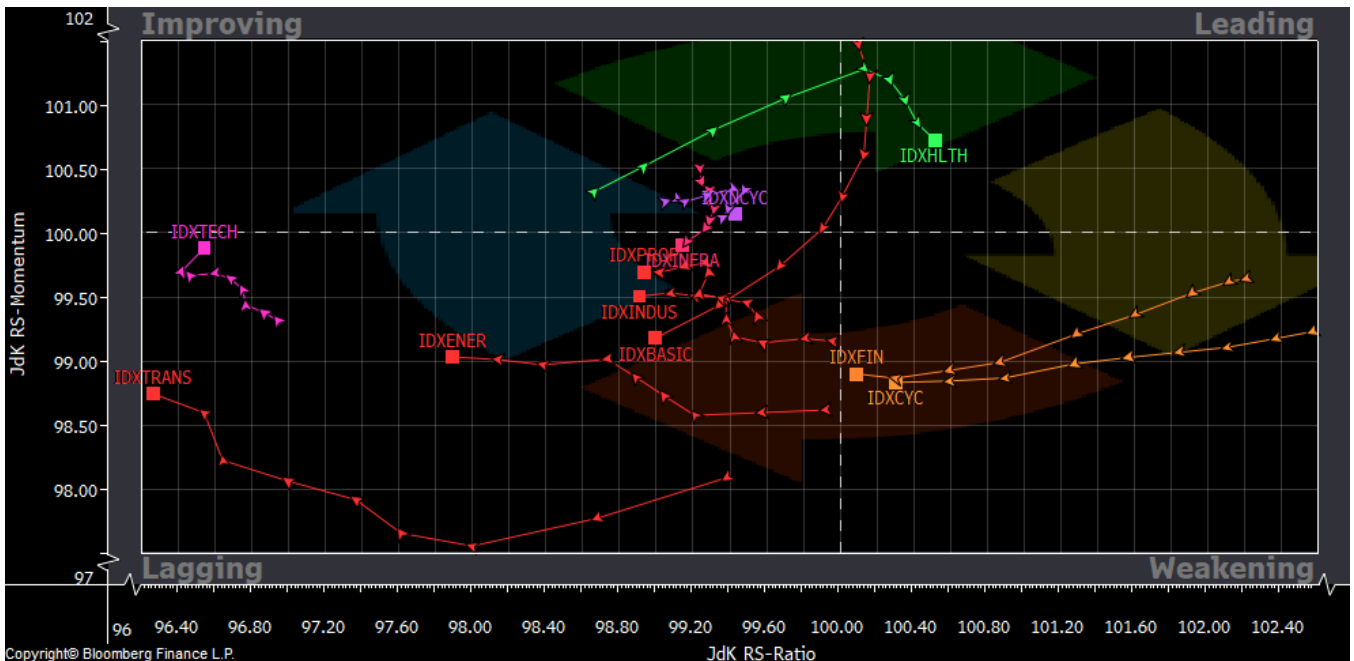 102
Improving
Leading
101.00
100.50
100.00
99.50
99.00
98.50
98.00
97
JdK RS-Momentum
IDXHLTH
IDXNCYC
IDXTECH
IDXPROP
IDXINFRA
IDXINDUS
IDXBASIC
IDXENER
IDXFIN
IDXTRANS
IDXCYC
Lagging
Weakening
96 96.40 96.80 97.20 97.60 98.00 98.40 98.80 99.20 99.60 100.00 100.40 100.80 101.20 101.60 102.00 102.40
Copyright© Bloomberg Finance L.P.
JdK RS-Ratio